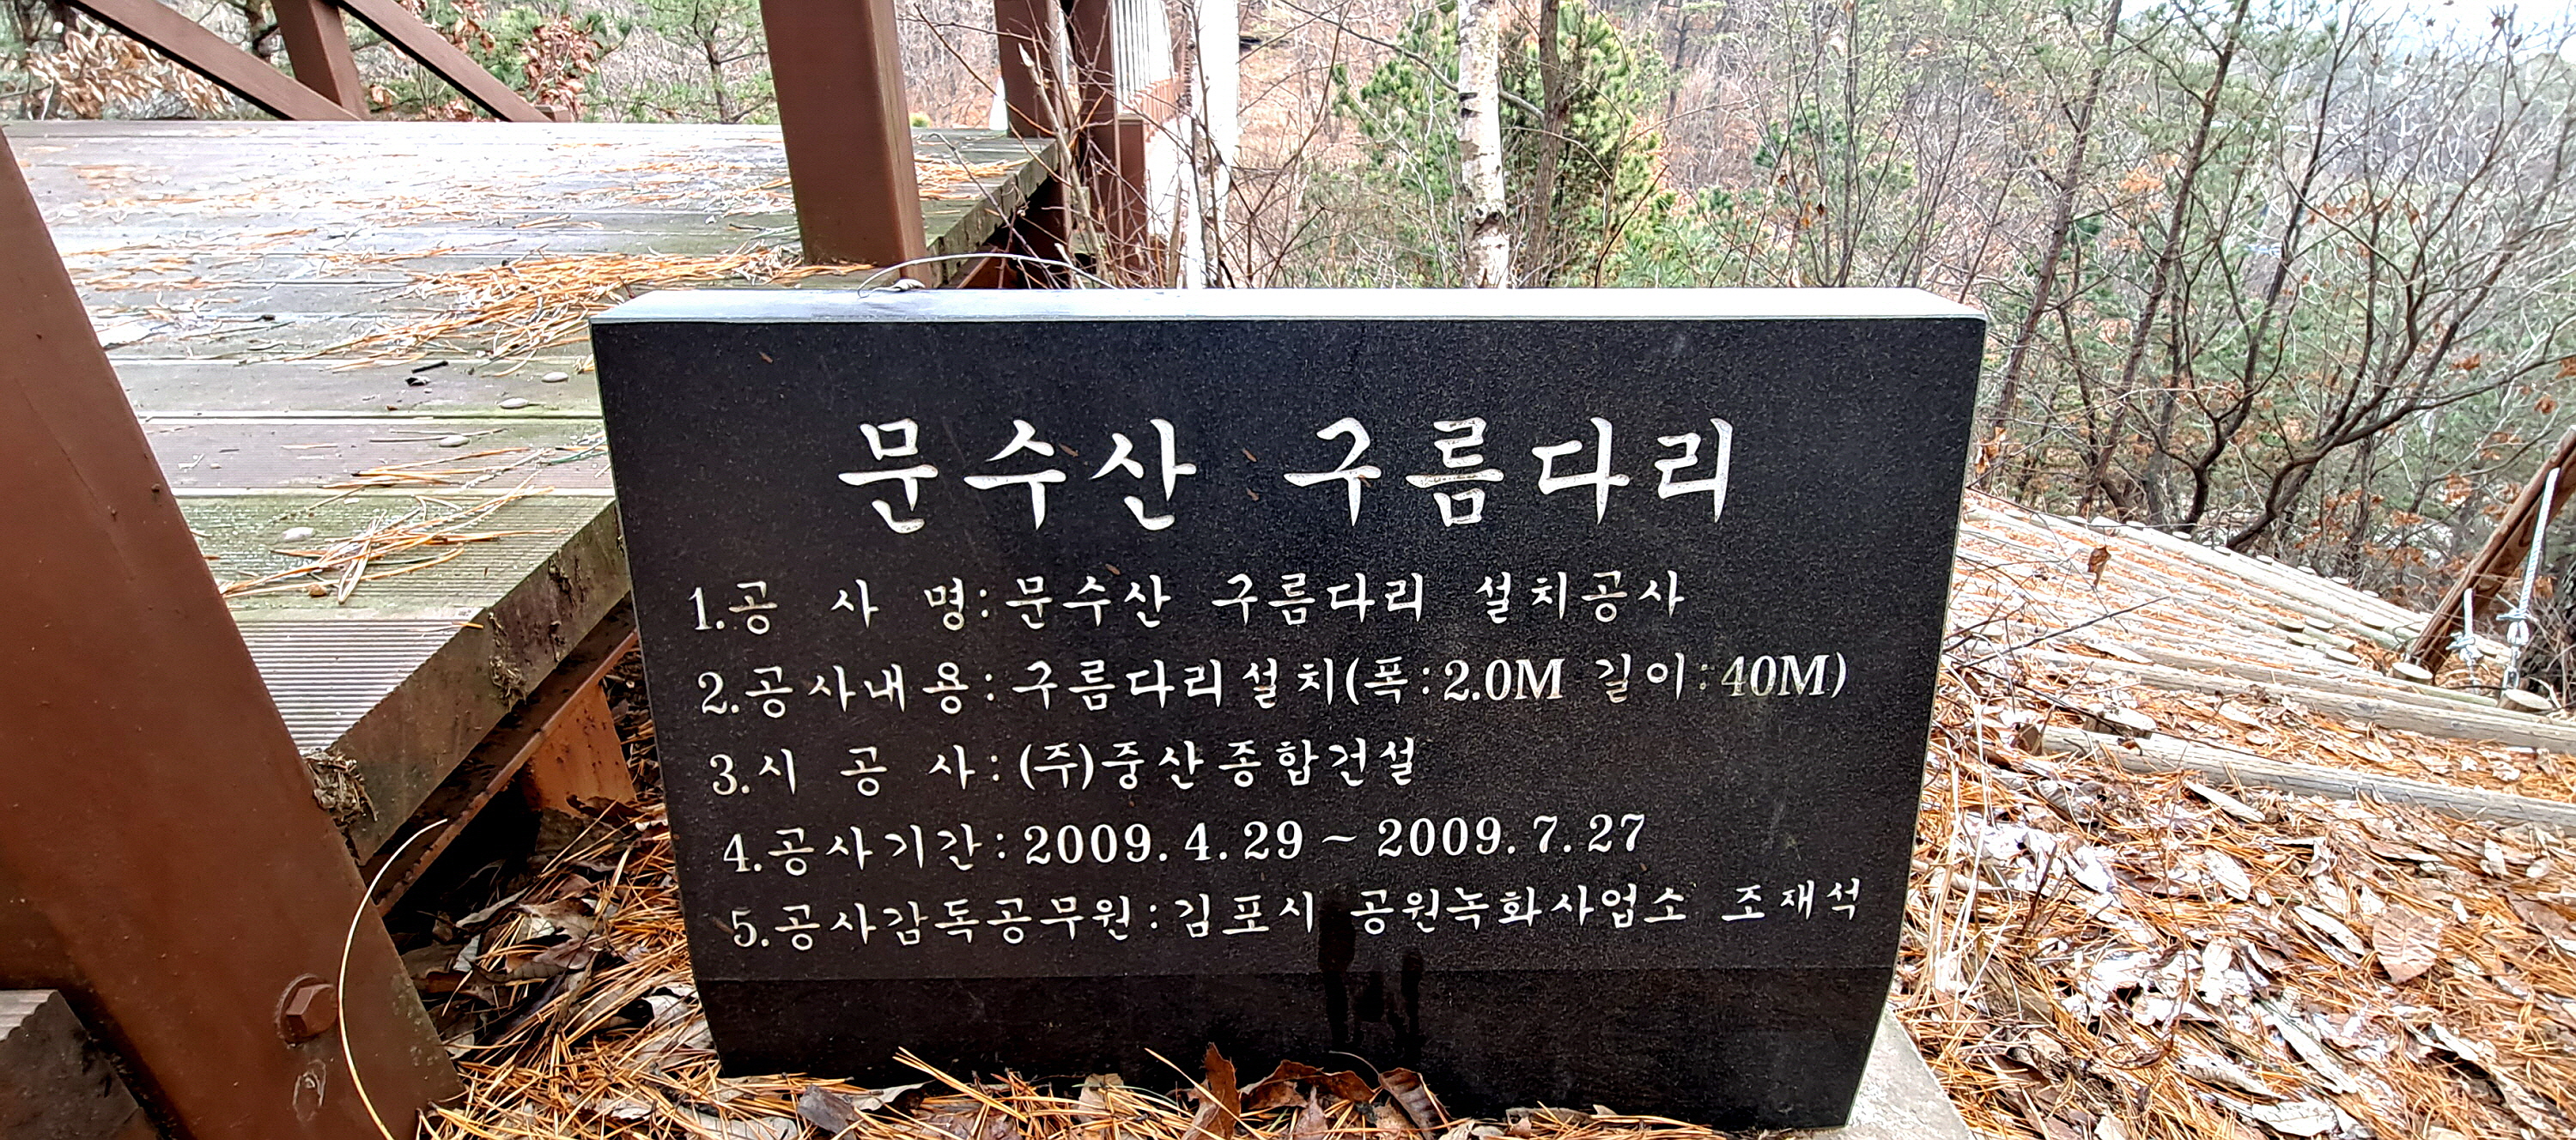 문수산 구름다리
1.공 사 명:문수산 구름다리 설치공사
2.공사내용:구름다리설치(폭:2.0M 길이:40M)
3.시 공 사:(주)중산종합건설
4.공사기간:2009.4.29 ~ 2009.7.27
5.공사감독공무원:김포시 공원녹화사업소 조재석